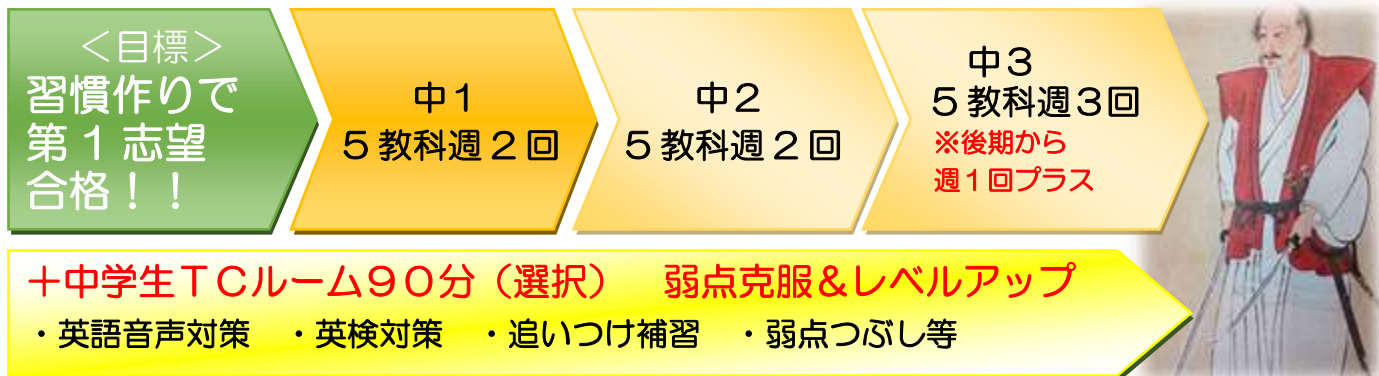 ＜目標＞
習慣作りで
第１志望
合格！！
中１
５教科週２回
中２
５教科週２回
中３
５教科週３回
※後期から
週１回プラス
＋中学生ＴＣルーム９０分（選択）　弱点克服＆レベルアップ
・英語音声対策　・英検対策　・追いつけ補習　・弱点つぶし等